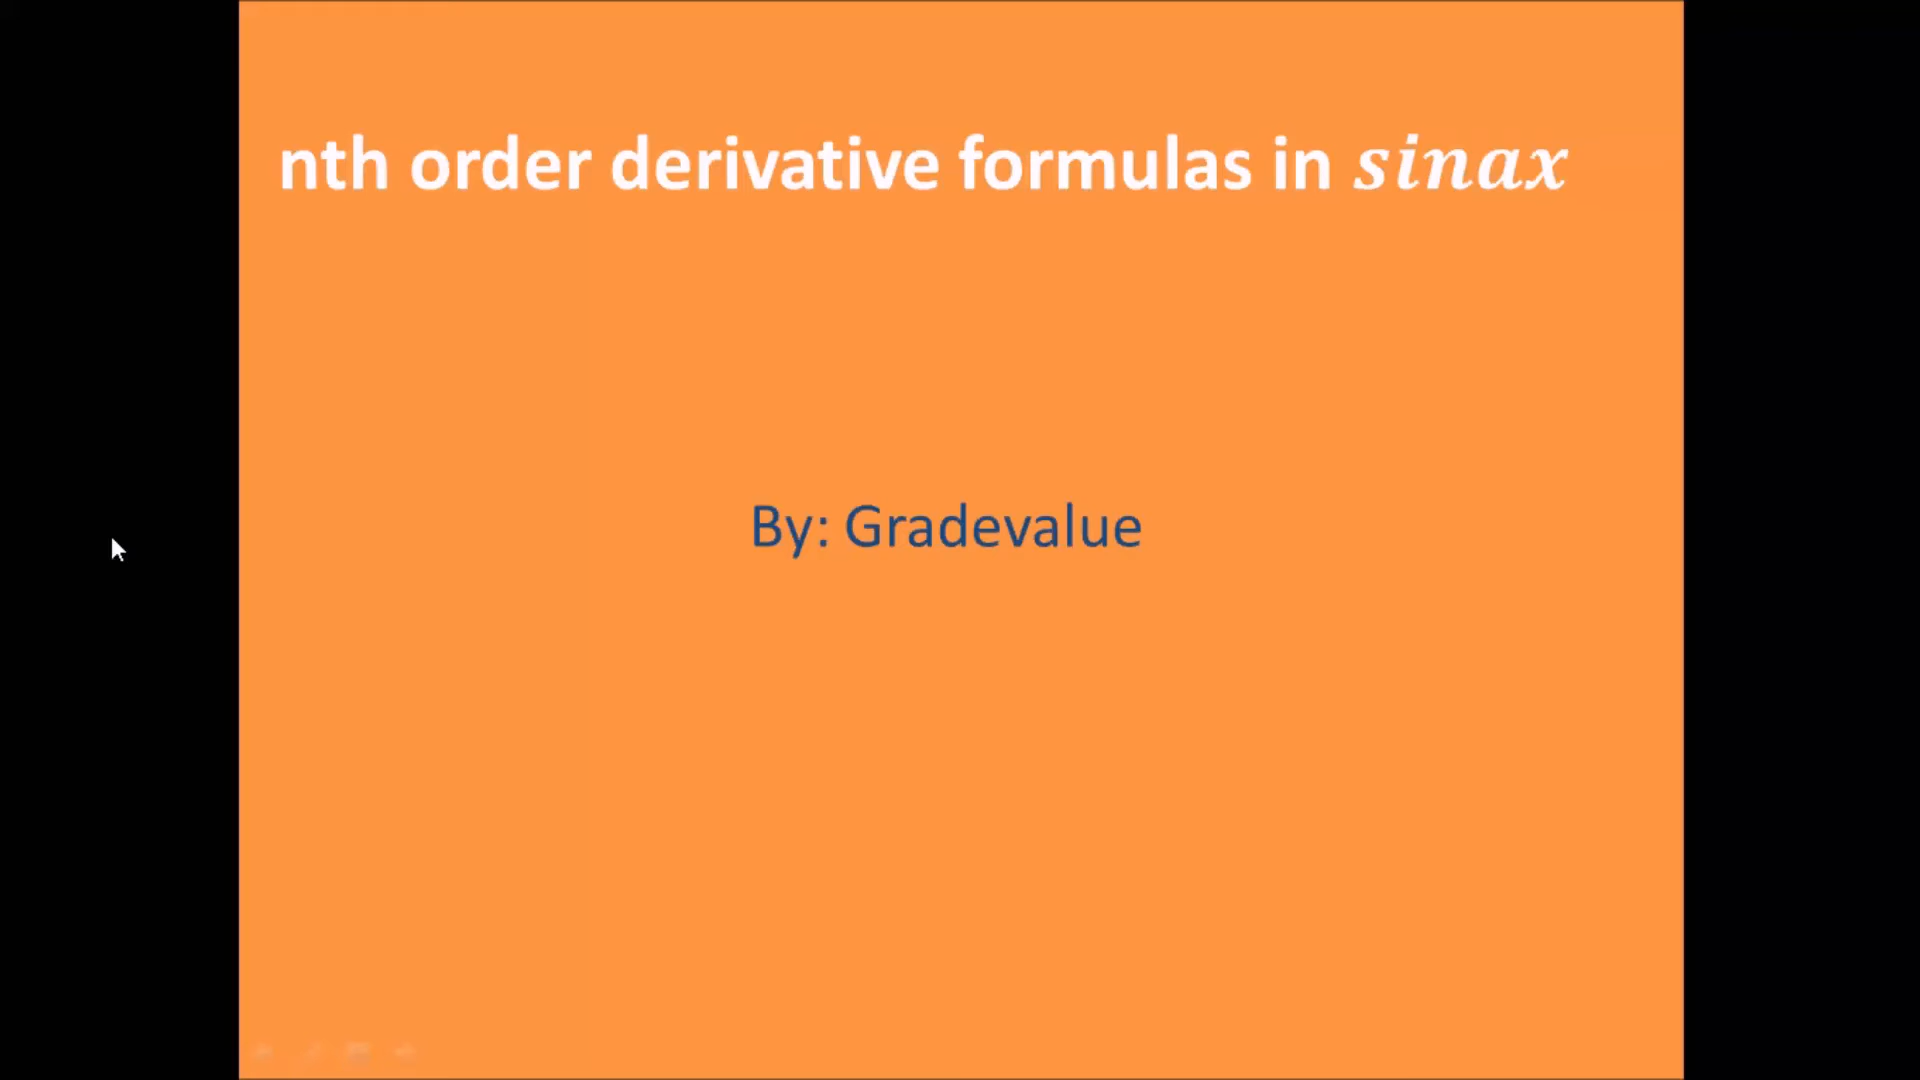 nth order derivative formulas in sinax
By: Gradevalue